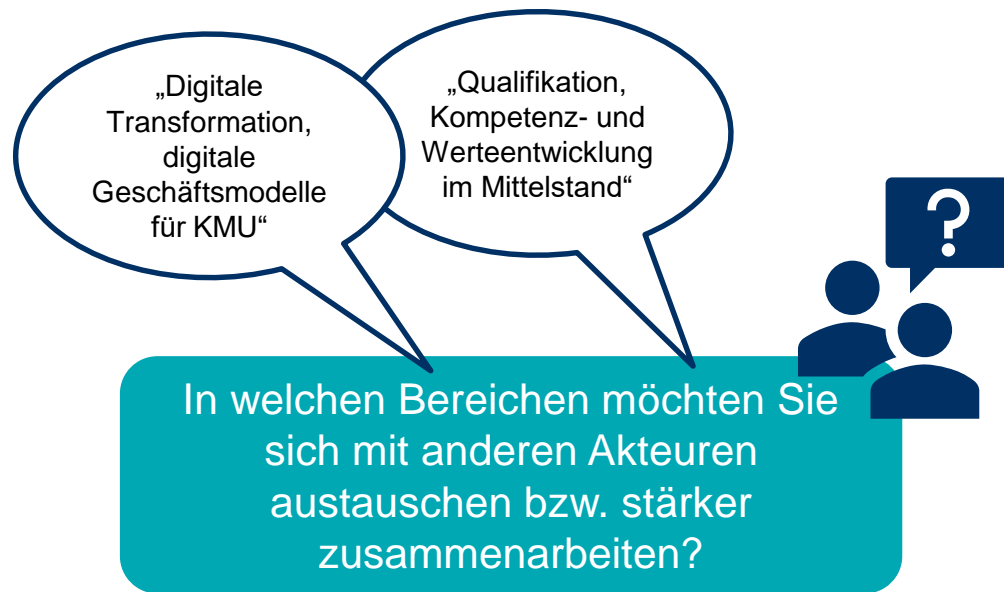 „Digitale
Transformation,
digitale
Geschäftsmodelle
für KMU“
„Qualifikation,
Kompetenz- und
Werteentwicklung
im Mittelstand“
?
In welchen Bereichen möchten Sie
sich mit anderen Akteuren
austauschen bzw. stärker
zusammenarbeiten?